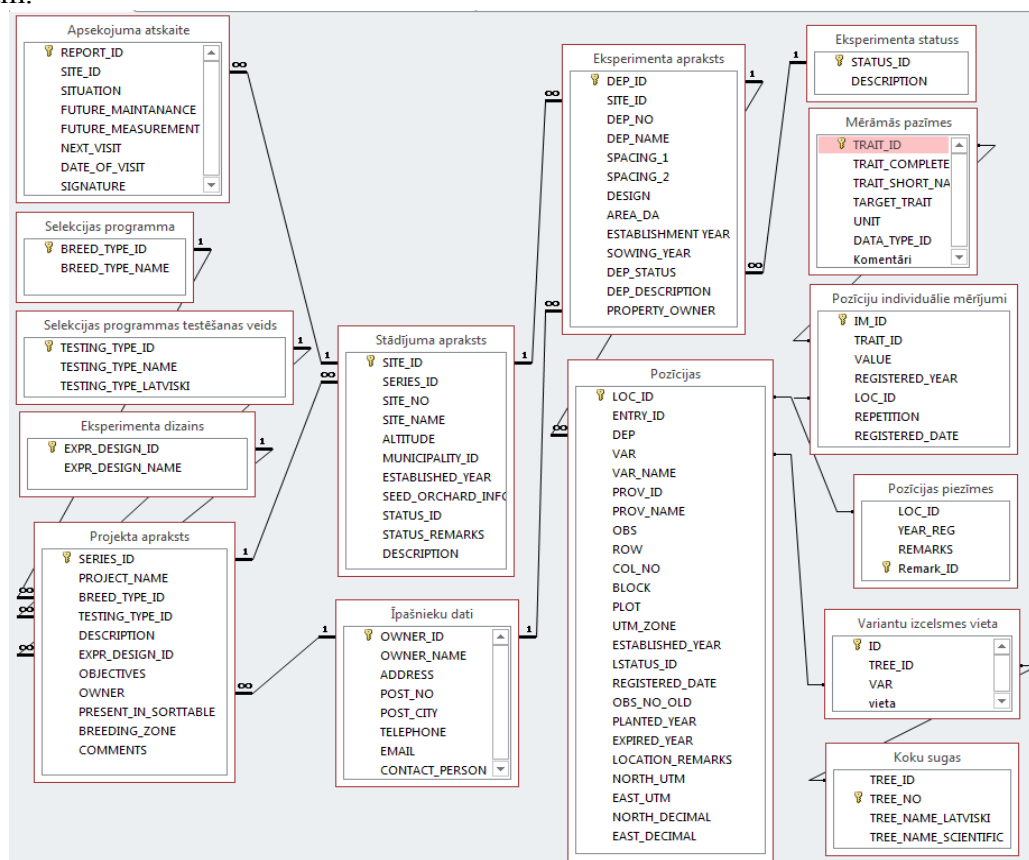 m.
Apsekojuma atskaite
REPORT_ID
SITE_ID
SITUATION
FUTURE_MAINTANANCE
FUTURE_MEASUREMENT
NEXT_VISIT
DATE_OF_VISIT
SIGNATURE
Selekcijas programma
BREED_TYPE_ID
BREED_TYPE_NAME
Selekcijas programmas testēšanas veids
TESTING_TYPE_ID
TESTING_TYPE_NAME
TESTING_TYPE_LATVISKI
Eksperimenta dizains
EXPR_DESIGN_ID
EXPR_DESIGN_NAME
Projekta apraksts
SERIES_ID
PROJECT_NAME
BREED_TYPE_ID
TESTING_TYPE_ID
DESCRIPTION
EXPR_DESIGN_ID
OBJECTIVES
OWNER
PRESENT_IN_SORTTABLE
BREEDING_ZONE
COMMENTS
Stādījuma apraksts
SITE_ID
SERIES_ID
SITE_NO
SITE_NAME
ALTITUDE
MUNICIPALITY_ID
ESTABLISHED_YEAR
SEED_ORCHARD_INFO
STATUS_ID
STATUS_REMARKS
DESCRIPTION
Īpašnieku dati
OWNER_ID
OWNER_NAME
ADDRESS
POST_NO
POST_CITY
TELEPHONE
EMAIL
CONTACT_PERSON
Eksperimenta apraksts
DEP_ID
SITE_ID
DEP_NO
DEP_NAME
SPACING_1
SPACING_2
DESIGN
AREA_DA
ESTABLISHMENT YEAR
SOWING_YEAR
DEP_STATUS
DEP_DESCRIPTION
PROPERTY_OWNER
Pozīcijas
LOC_ID
ENTRY_ID
DEP
VAR
VAR_NAME
PROV_ID
PROV_NAME
OBS
ROW
COL_NO
BLOCK
PLOT
UTM_ZONE
ESTABLISHED_YEAR
LSTATUS_ID
REGISTERED_DATE
OBS_NO_OLD
PLANTED_YEAR
EXPIRED_YEAR
LOCATION_REMARKS
NORTH_UTM
EAST_UTM
NORTH_DECIMAL
EAST_DECIMAL
Eksperimenta statuss
STATUS_ID
DESCRIPTION
Mērāmās pazīmes
TRAIT_ID
TRAIT_COMPLETE
TRAIT_SHORT_NA
TARGET_TRAIT
UNIT
DATA_TYPE_ID
Komentāri
Pozīciju individuālie mērījumi
IM_ID
TRAIT_ID
VALUE
REGISTERED_YEAR
LOC_ID
REPETITION
REGISTERED_DATE
Pozīcijas piezīmes
LOC_ID
YEAR_REG
REMARKS
Remark_ID
Variantu izcelsmes vieta
ID
TREE_ID
VAR
vieta
Koku sugas
TREE_ID
TREE_NO
TREE_NAME_LATVISKI
TREE_NAME_SCIENTIFIC